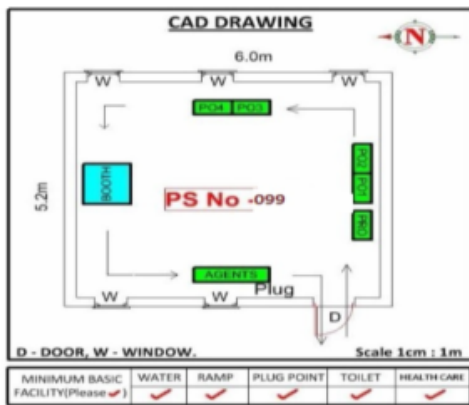 CAD DRAWING
N
6.0m
W W W
PO4 PO3
5.2m
BOOTH
PO2
PO1
PRO
PS No -099
AGENTS
Plug
W W
D
D - DOOR, W - WINDOW. Scale 1cm : 1m
MINIMUM BASIC FACILITY(Please ✓) WATER RAMP PLUG POINT TOILET HEALTH CARE
✓ ✓ ✓ ✓ ✓